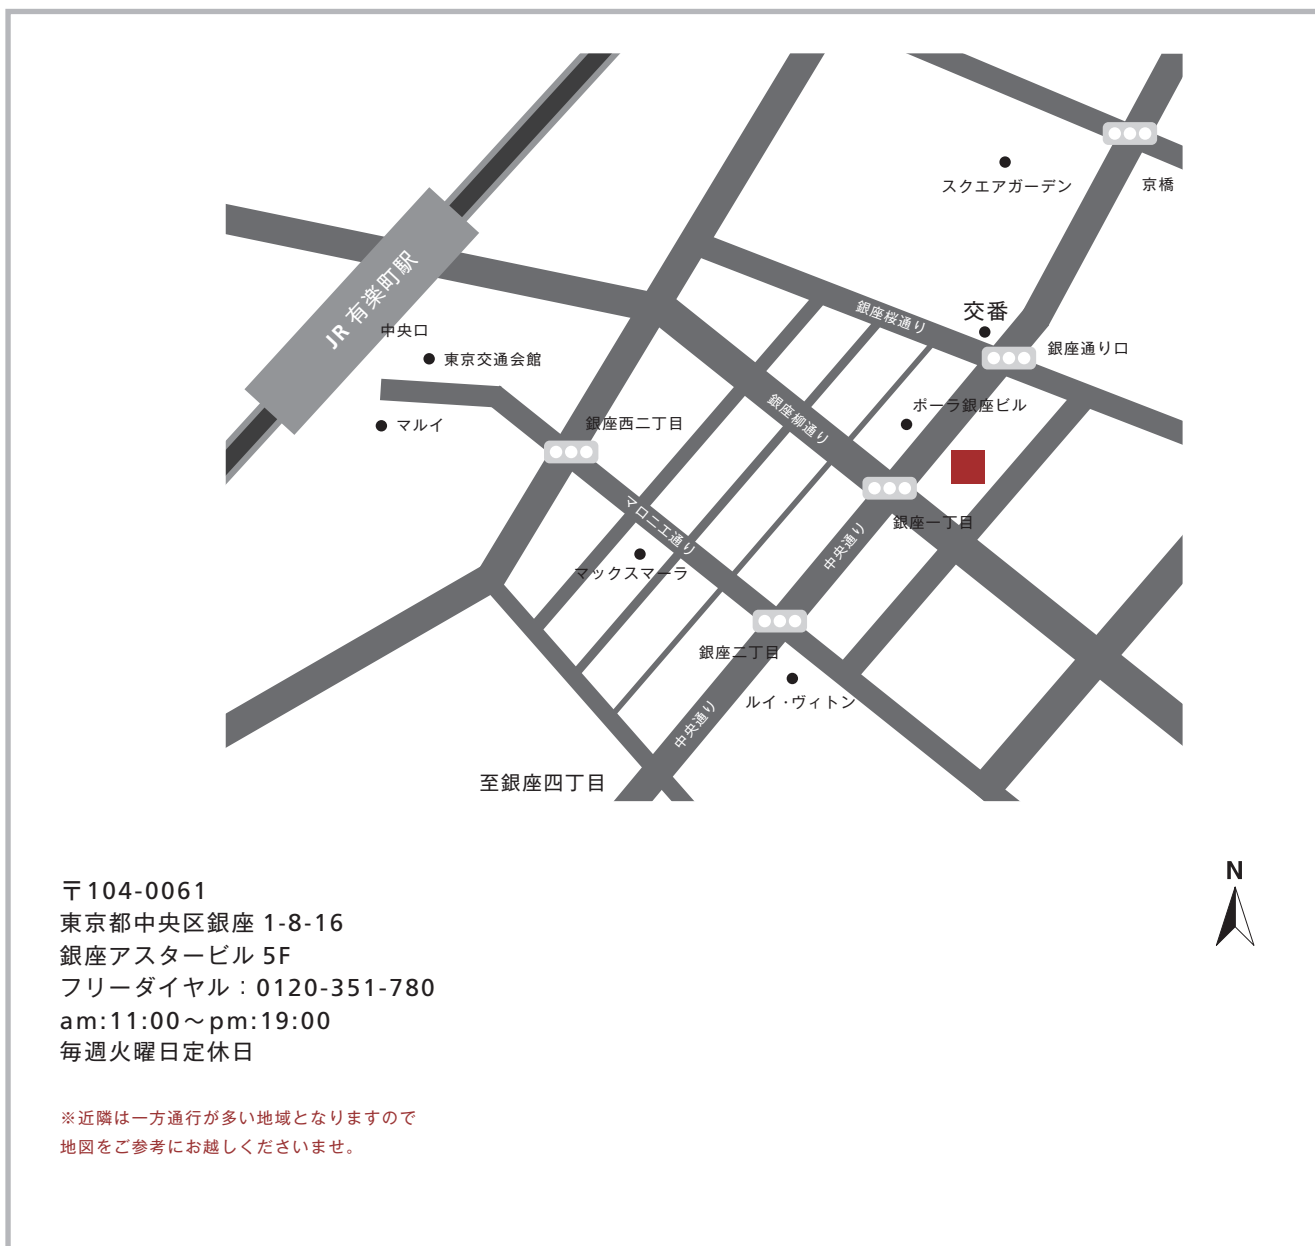 スクエアガーデン
京橋
JR 有楽町駅
中央口
東京交通会館
マルイ
銀座桜通り
交番
銀座通り口
銀座柳通り
ポーラ銀座ビル
銀座西二丁目
マロニエ通り
銀座一丁目
中央通り
マックスマーラ
銀座二丁目
ルイ・ヴィトン
中央通り
至銀座四丁目
N
〒104-0061
東京都中央区銀座 1-8-16
銀座アスタービル 5F
フリーダイヤル：0120-351-780
am:11:00～pm:19:00
毎週火曜日定休日
※近隣は一方通行が多い地域となりますので
地図をご参考にお越しくださいませ。